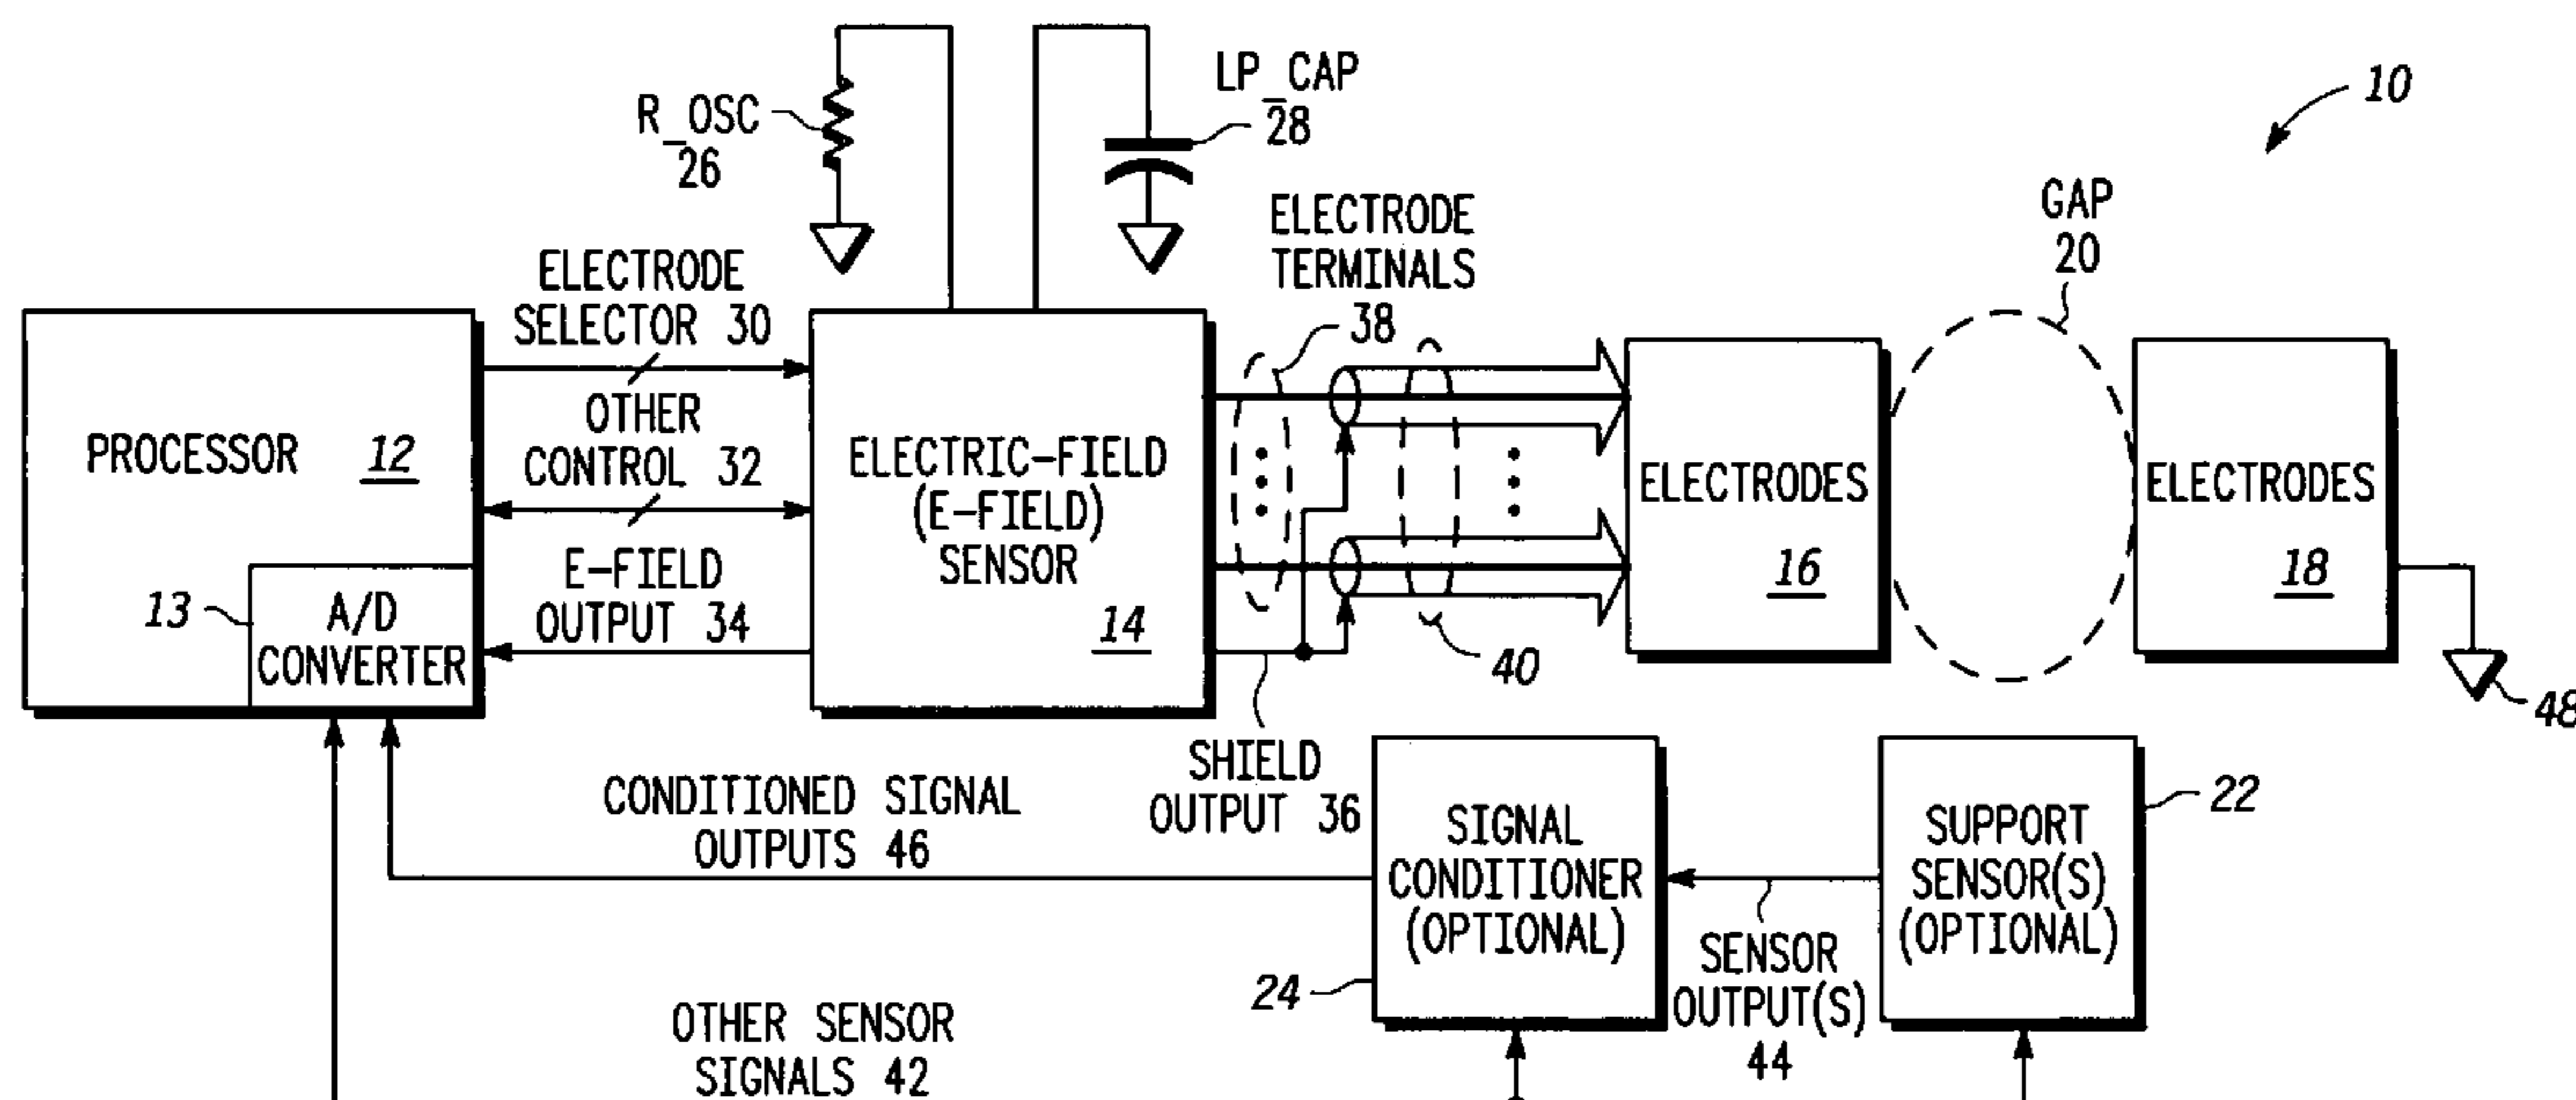 R_OSC
26
LP_CAP
28
10
GAP
20
ELECTRODE
TERMINALS
38
ELECTRODE
SELECTOR 30
OTHER
CONTROL 32
E-FIELD
OUTPUT 34
PROCESSOR 12
13
A/D
CONVERTER
ELECTRIC-FIELD
(E-FIELD)
SENSOR
14
40
ELECTRODES
16
ELECTRODES
18
48
SHIELD
OUTPUT 36
CONDITIONED SIGNAL
OUTPUTS 46
SIGNAL
CONDITIONER
(OPTIONAL)
24
SENSOR
OUTPUT(S)
44
SUPPORT
SENSOR(S)
(OPTIONAL)
22
OTHER SENSOR
SIGNALS 42